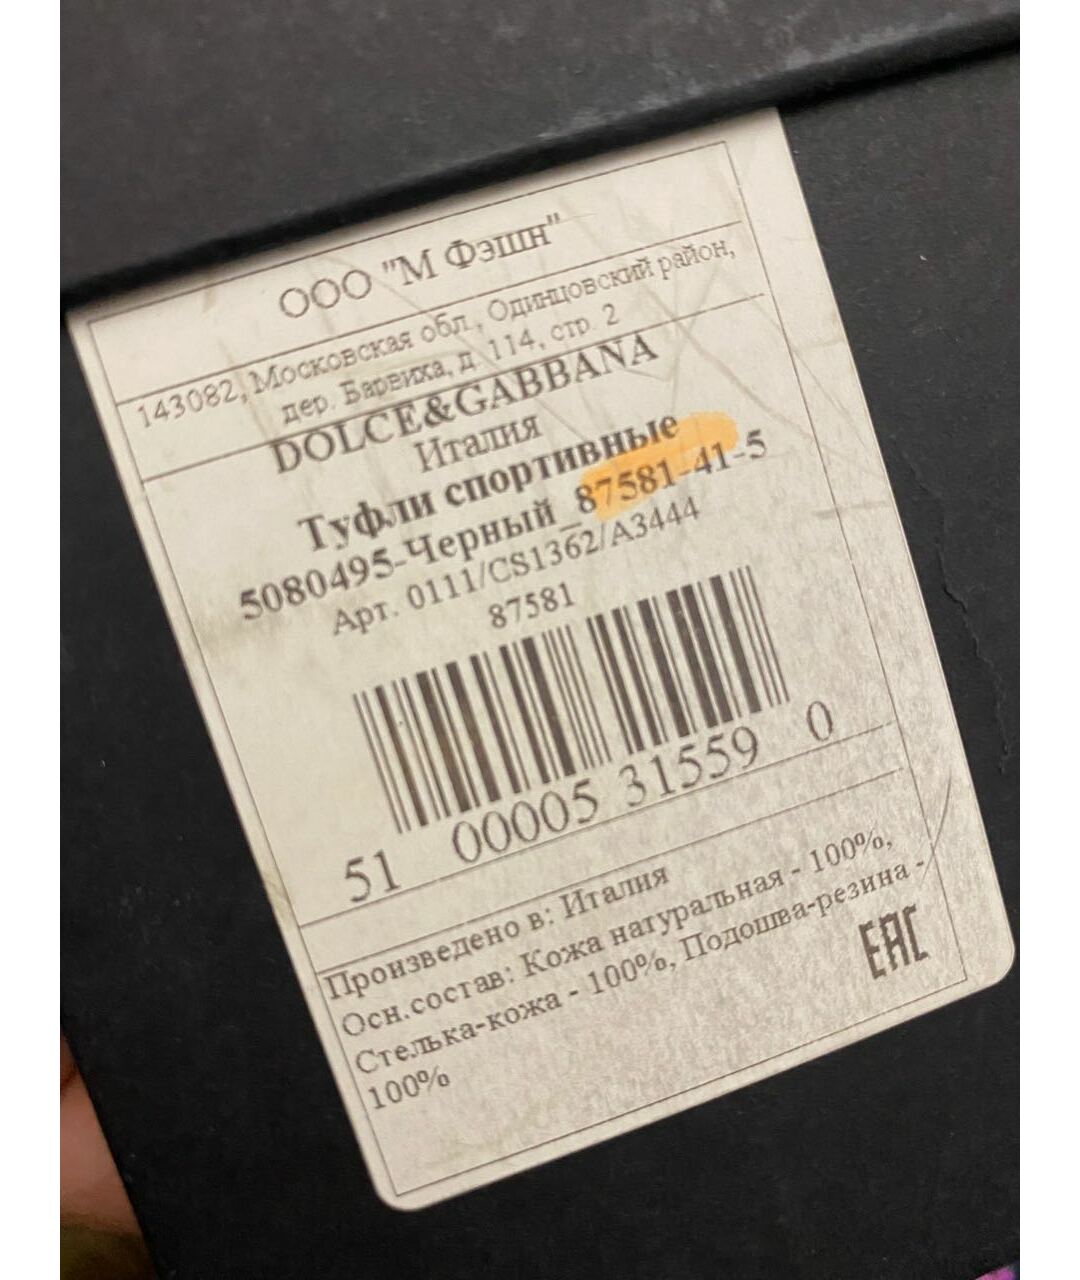 ООО "М Фэшн"
143082, Московская обл., Одинцовский район,
дер. Барвиха, д. 114, стр. 2
DOLCE&GABBANA
Италия
Туфли спортивные
5080495-Черный_87581-41-5
Арт. 0111/CS1362/A3444
87581
51 00005 31559 0
Произведено в: Италия
Осн.состав: Кожа натуральная - 100%,
Стелька-кожа - 100%, Подошва-резина -
100%
EAC